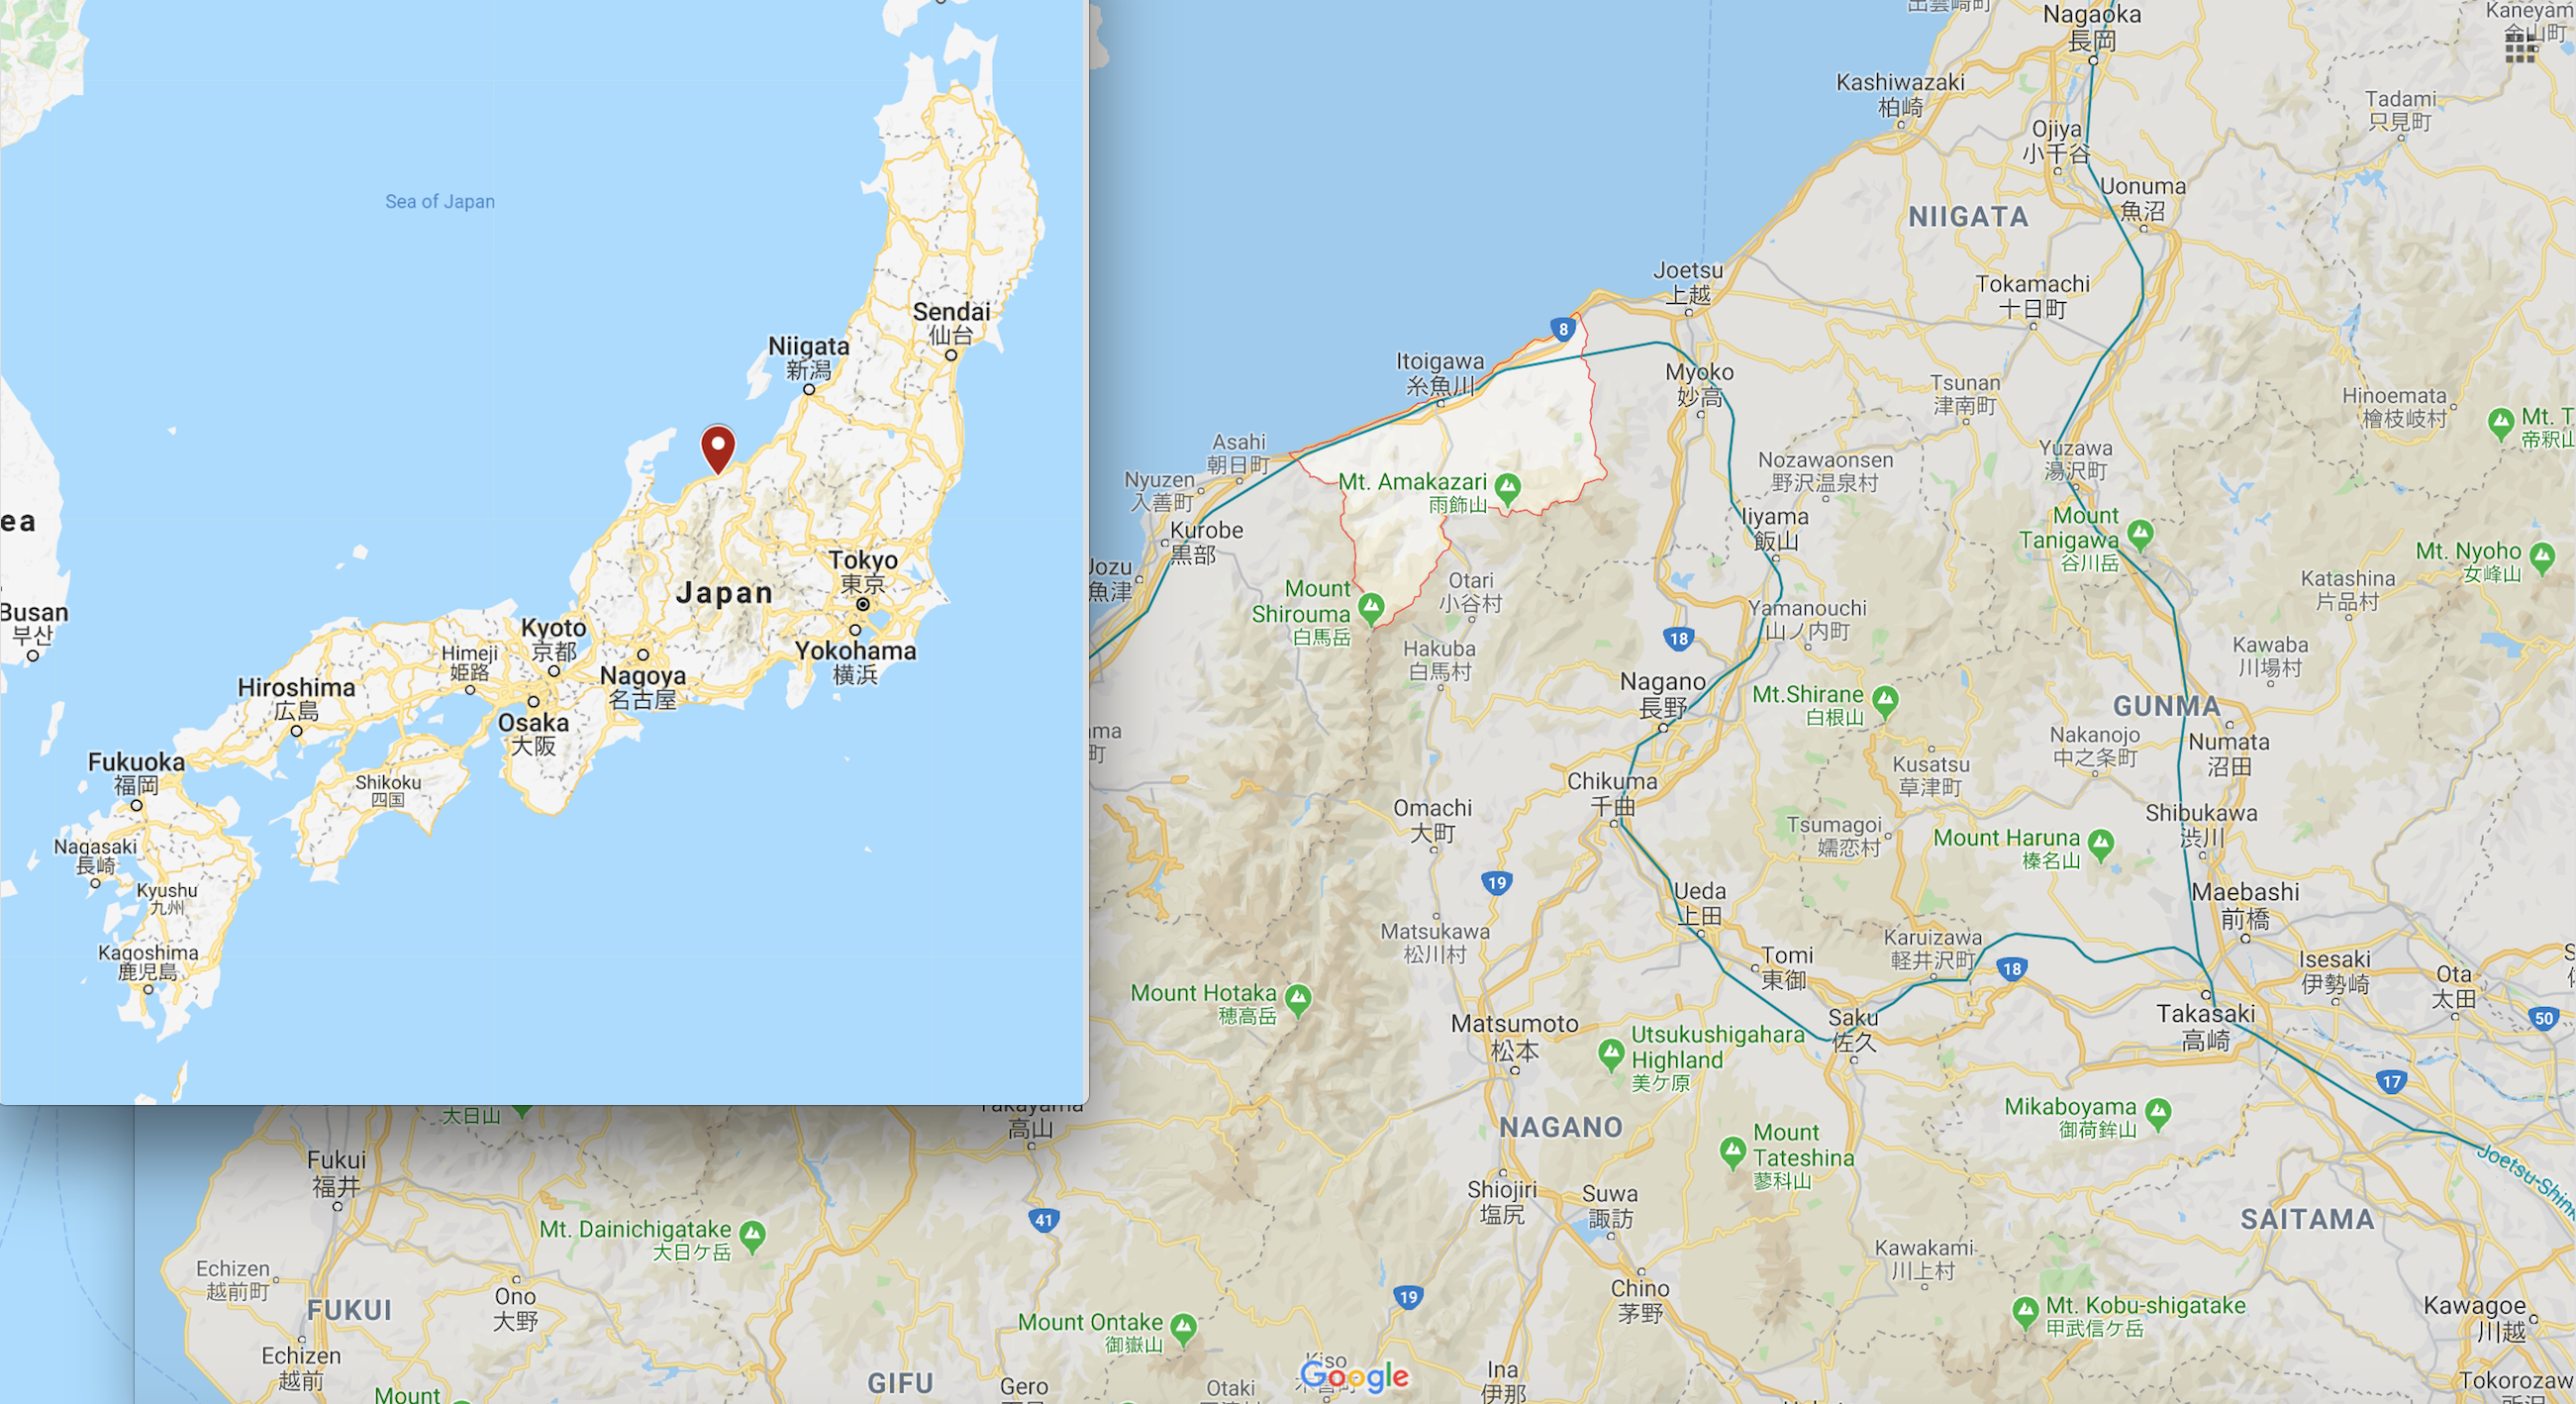 Sea of Japan
Sendai
仙台
Niigata
新潟
ea
Tokyo
東京
Japan
Busan
부산
Kyoto
京都
Himeji
姫路
Yokohama
横浜
Nagoya
名古屋
Hiroshima
広島
Osaka
大阪
Fukuoka
福岡
Shikoku
四国
Nagasaki
長崎
Kyushu
九州
Kagoshima
鹿児島
出雲崎町
Nagaoka
長岡
Kaneyam
金山町
Kashiwazaki
柏崎
Tadami
只見町
Ojiya
小千谷
Uonuma
魚沼
NIIGATA
Joetsu
上越
Tokamachi
十日町
8
Itoigawa
糸魚川
Myoko
妙高
Tsunan
津南町
Hinoemata
檜枝岐村
Mt. T
帝釈山
Asahi
朝日町
Nyuzen
入善町
Mt. Amakazari
雨飾山
Nozawaonsen
野沢温泉村
Yuzawa
湯沢町
Kurobe
黒部
Iiyama
飯山
Mount
Tanigawa
谷川岳
Mt. Nyoho
女峰山
Jozu
魚津
Mount
Shirouma
白馬岳
Otari
小谷村
Katashina
片品村
Yamanouchi
山ノ内町
18
Hakuba
白馬村
Kawaba
川場村
Nagano
長野
Mt.Shirane
白根山
GUNMA
ma
町
Nakanojo
中之条町
Numata
沼田
Kusatsu
草津町
Chikuma
千曲
Omachi
大町
Tsumagoi
嬬恋村
Mount Haruna
榛名山
Shibukawa
渋川
19
Ueda
上田
Maebashi
前橋
Matsukawa
松川村
Karuizawa
軽井沢町
Tomi
東御
18
Isesaki
伊勢崎
Ota
太田
Mount Hotaka
穂高岳
Matsumoto
松本
Utsukushigahara
Highland
美ケ原
Saku
佐久
Takasaki
高崎
50
17
Takayama
高山
大日山
Mikaboyama
御荷鉾山
NAGANO
Mount
Tateshina
蓼科山
Joetsu-Shin
Fukui
福井
Shiojiri
塩尻
Suwa
諏訪
SAITAMA
41
Mt. Dainichigatake
大日ケ岳
Kawakami
川上村
Echizen
越前町
Ono
大野
FUKUI
19
Chino
茅野
Mt. Kobu-shigatake
甲武信ケ岳
Kawagoe
川越
Mount Ontake
御嶽山
Echizen
越前
Kiso
Google
GIFU
Gero
Otaki
Ina
伊那
Tokorozaw
Mount